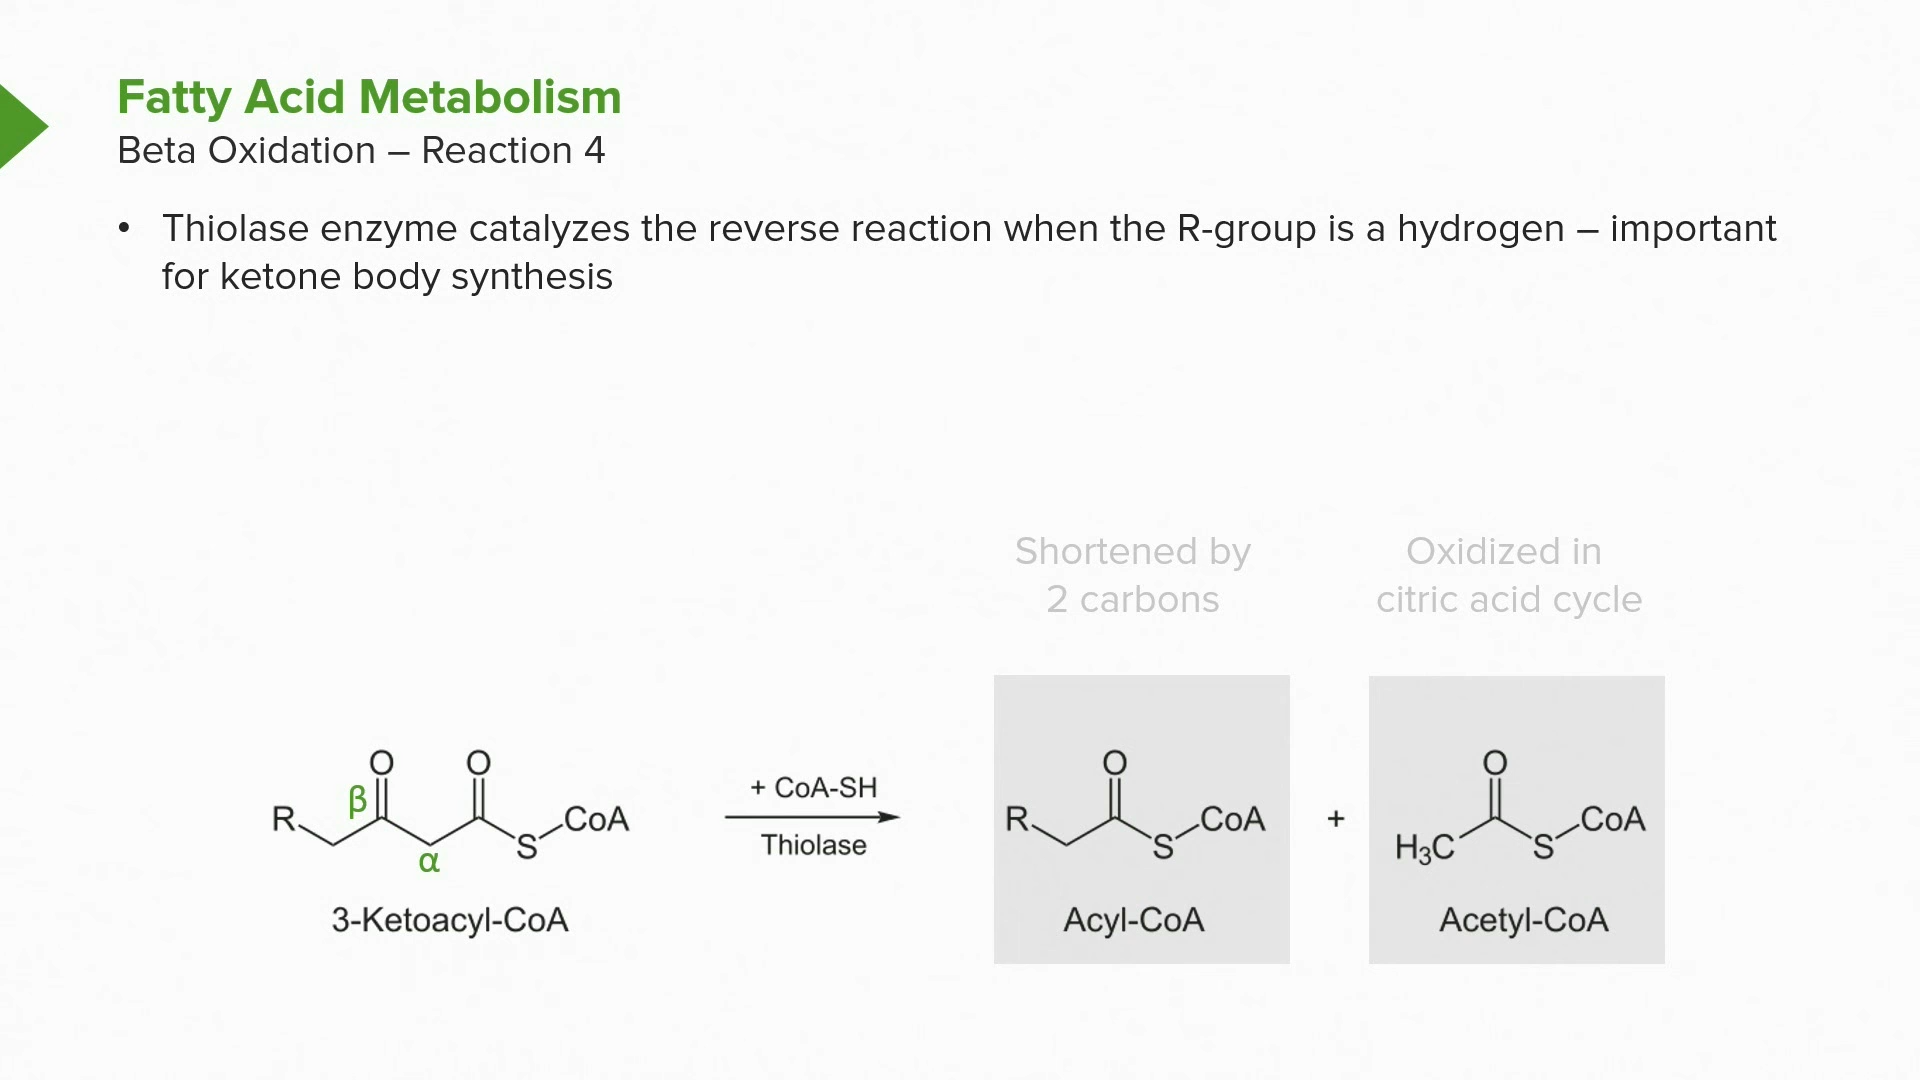 Fatty Acid Metabolism
Beta Oxidation – Reaction 4
• Thiolase enzyme catalyzes the reverse reaction when the R-group is a hydrogen – important
for ketone body synthesis
Shortened by
2 carbons
Oxidized in
citric acid cycle
O O
R β α S CoA
3-Ketoacyl-CoA
+ CoA-SH
Thiolase
O
R S CoA
Acyl-CoA
+
O
H₃C S CoA
Acetyl-CoA